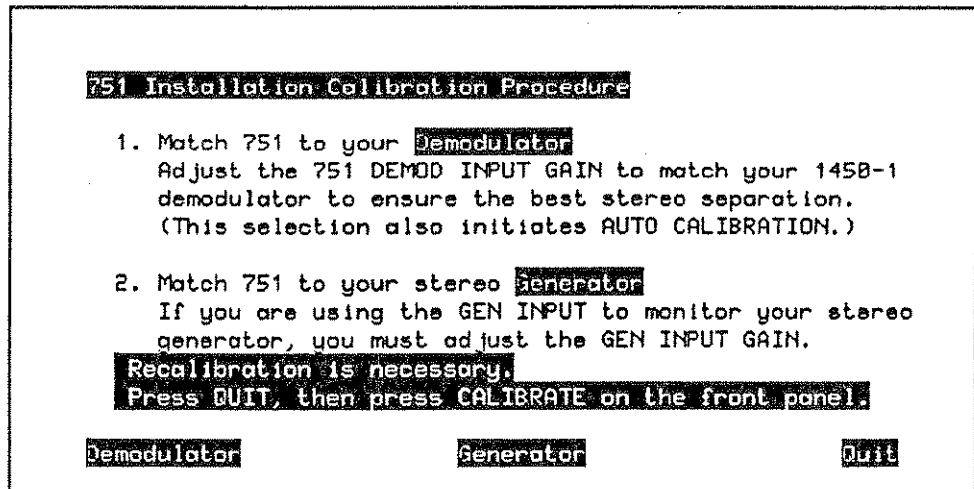 751 Installation Calibration Procedure
1. Match 751 to your Demodulator
Adjust the 751 DEMOD INPUT GAIN to match your 1450-1
demodulator to ensure the best stereo separation.
(This selection also initiates AUTO CALIBRATION.)
2. Match 751 to your stereo Generator
If you are using the GEN INPUT to monitor your stereo
generator, you must adjust the GEN INPUT GAIN.
Recalibration is necessary.
Press QUIT, then press CALIBRATE on the front panel.
Demodulator Generator Quit